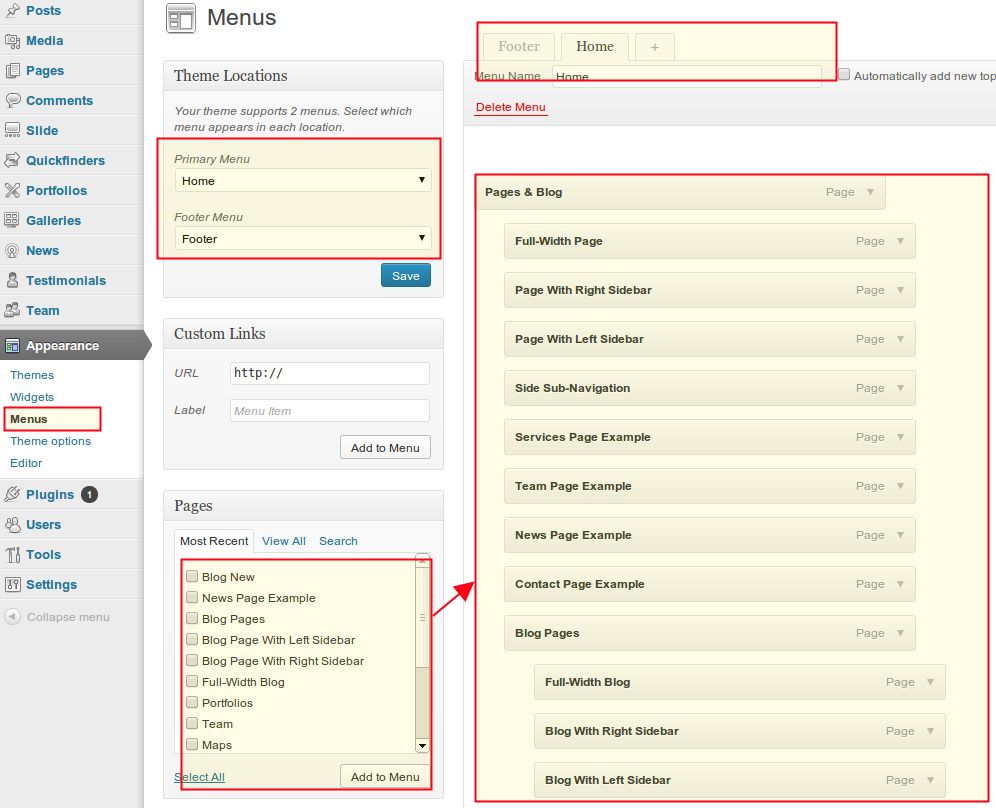 Posts
Media
Pages
Comments
Slide
Quickfinders
Portfolios
Galleries
News
Testimonials
Team
Appearance
Themes
Widgets
Menus
Theme options
Editor
Plugins 1
Users
Tools
Settings
Collapse menu
Menus
Theme Locations
Your theme supports 2 menus. Select which
menu appears in each location.
Primary Menu
Home
Footer Menu
Footer
Save
Custom Links
URL http://
Label Menu Item
Add to Menu
Pages
Most Recent View All Search
Blog New
News Page Example
Blog Pages
Blog Page With Left Sidebar
Blog Page With Right Sidebar
Full-Width Blog
Portfolios
Team
Maps
Select All Add to Menu
Footer Home +
Menu Name Home Automatically add new top
Delete Menu
Pages & Blog Page
Full-Width Page Page
Page With Right Sidebar Page
Page With Left Sidebar Page
Side Sub-Navigation Page
Services Page Example Page
Team Page Example Page
News Page Example Page
Contact Page Example Page
Blog Pages Page
Full-Width Blog Page
Blog With Right Sidebar Page
Blog With Left Sidebar Page